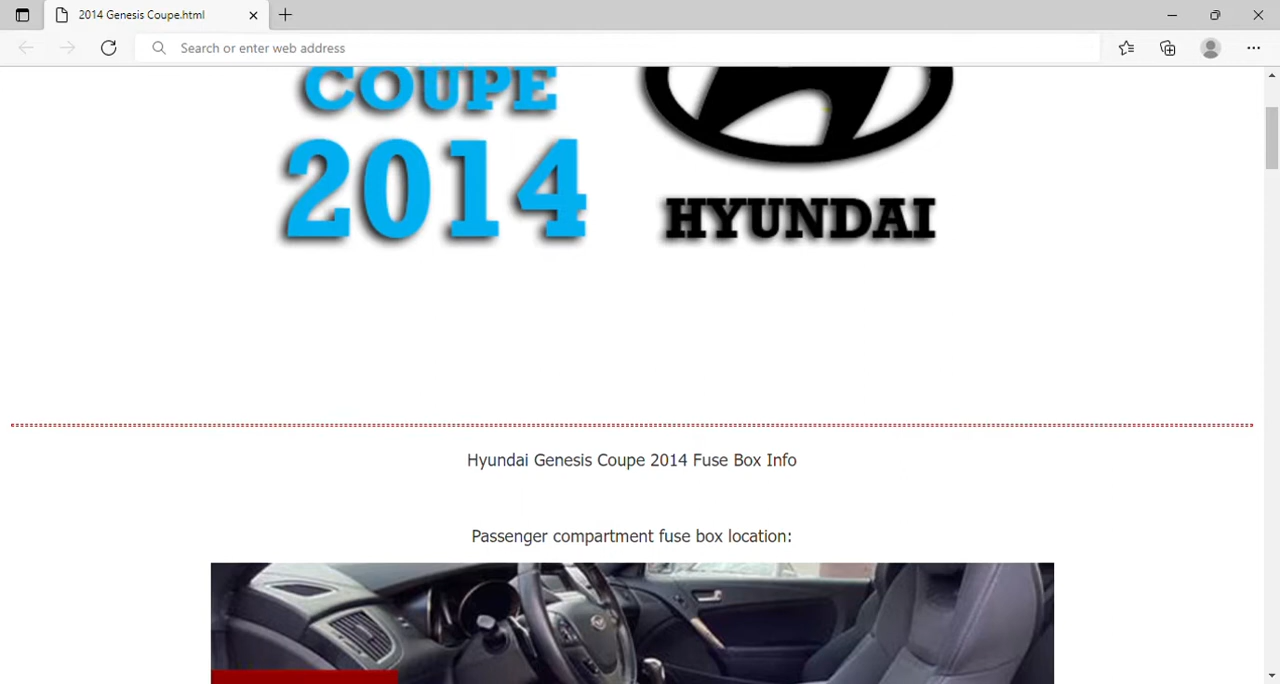 2014 Genesis Coupe.html
Search or enter web address
COUPE
2014
HYUNDAI
Hyundai Genesis Coupe 2014 Fuse Box Info
Passenger compartment fuse box location: